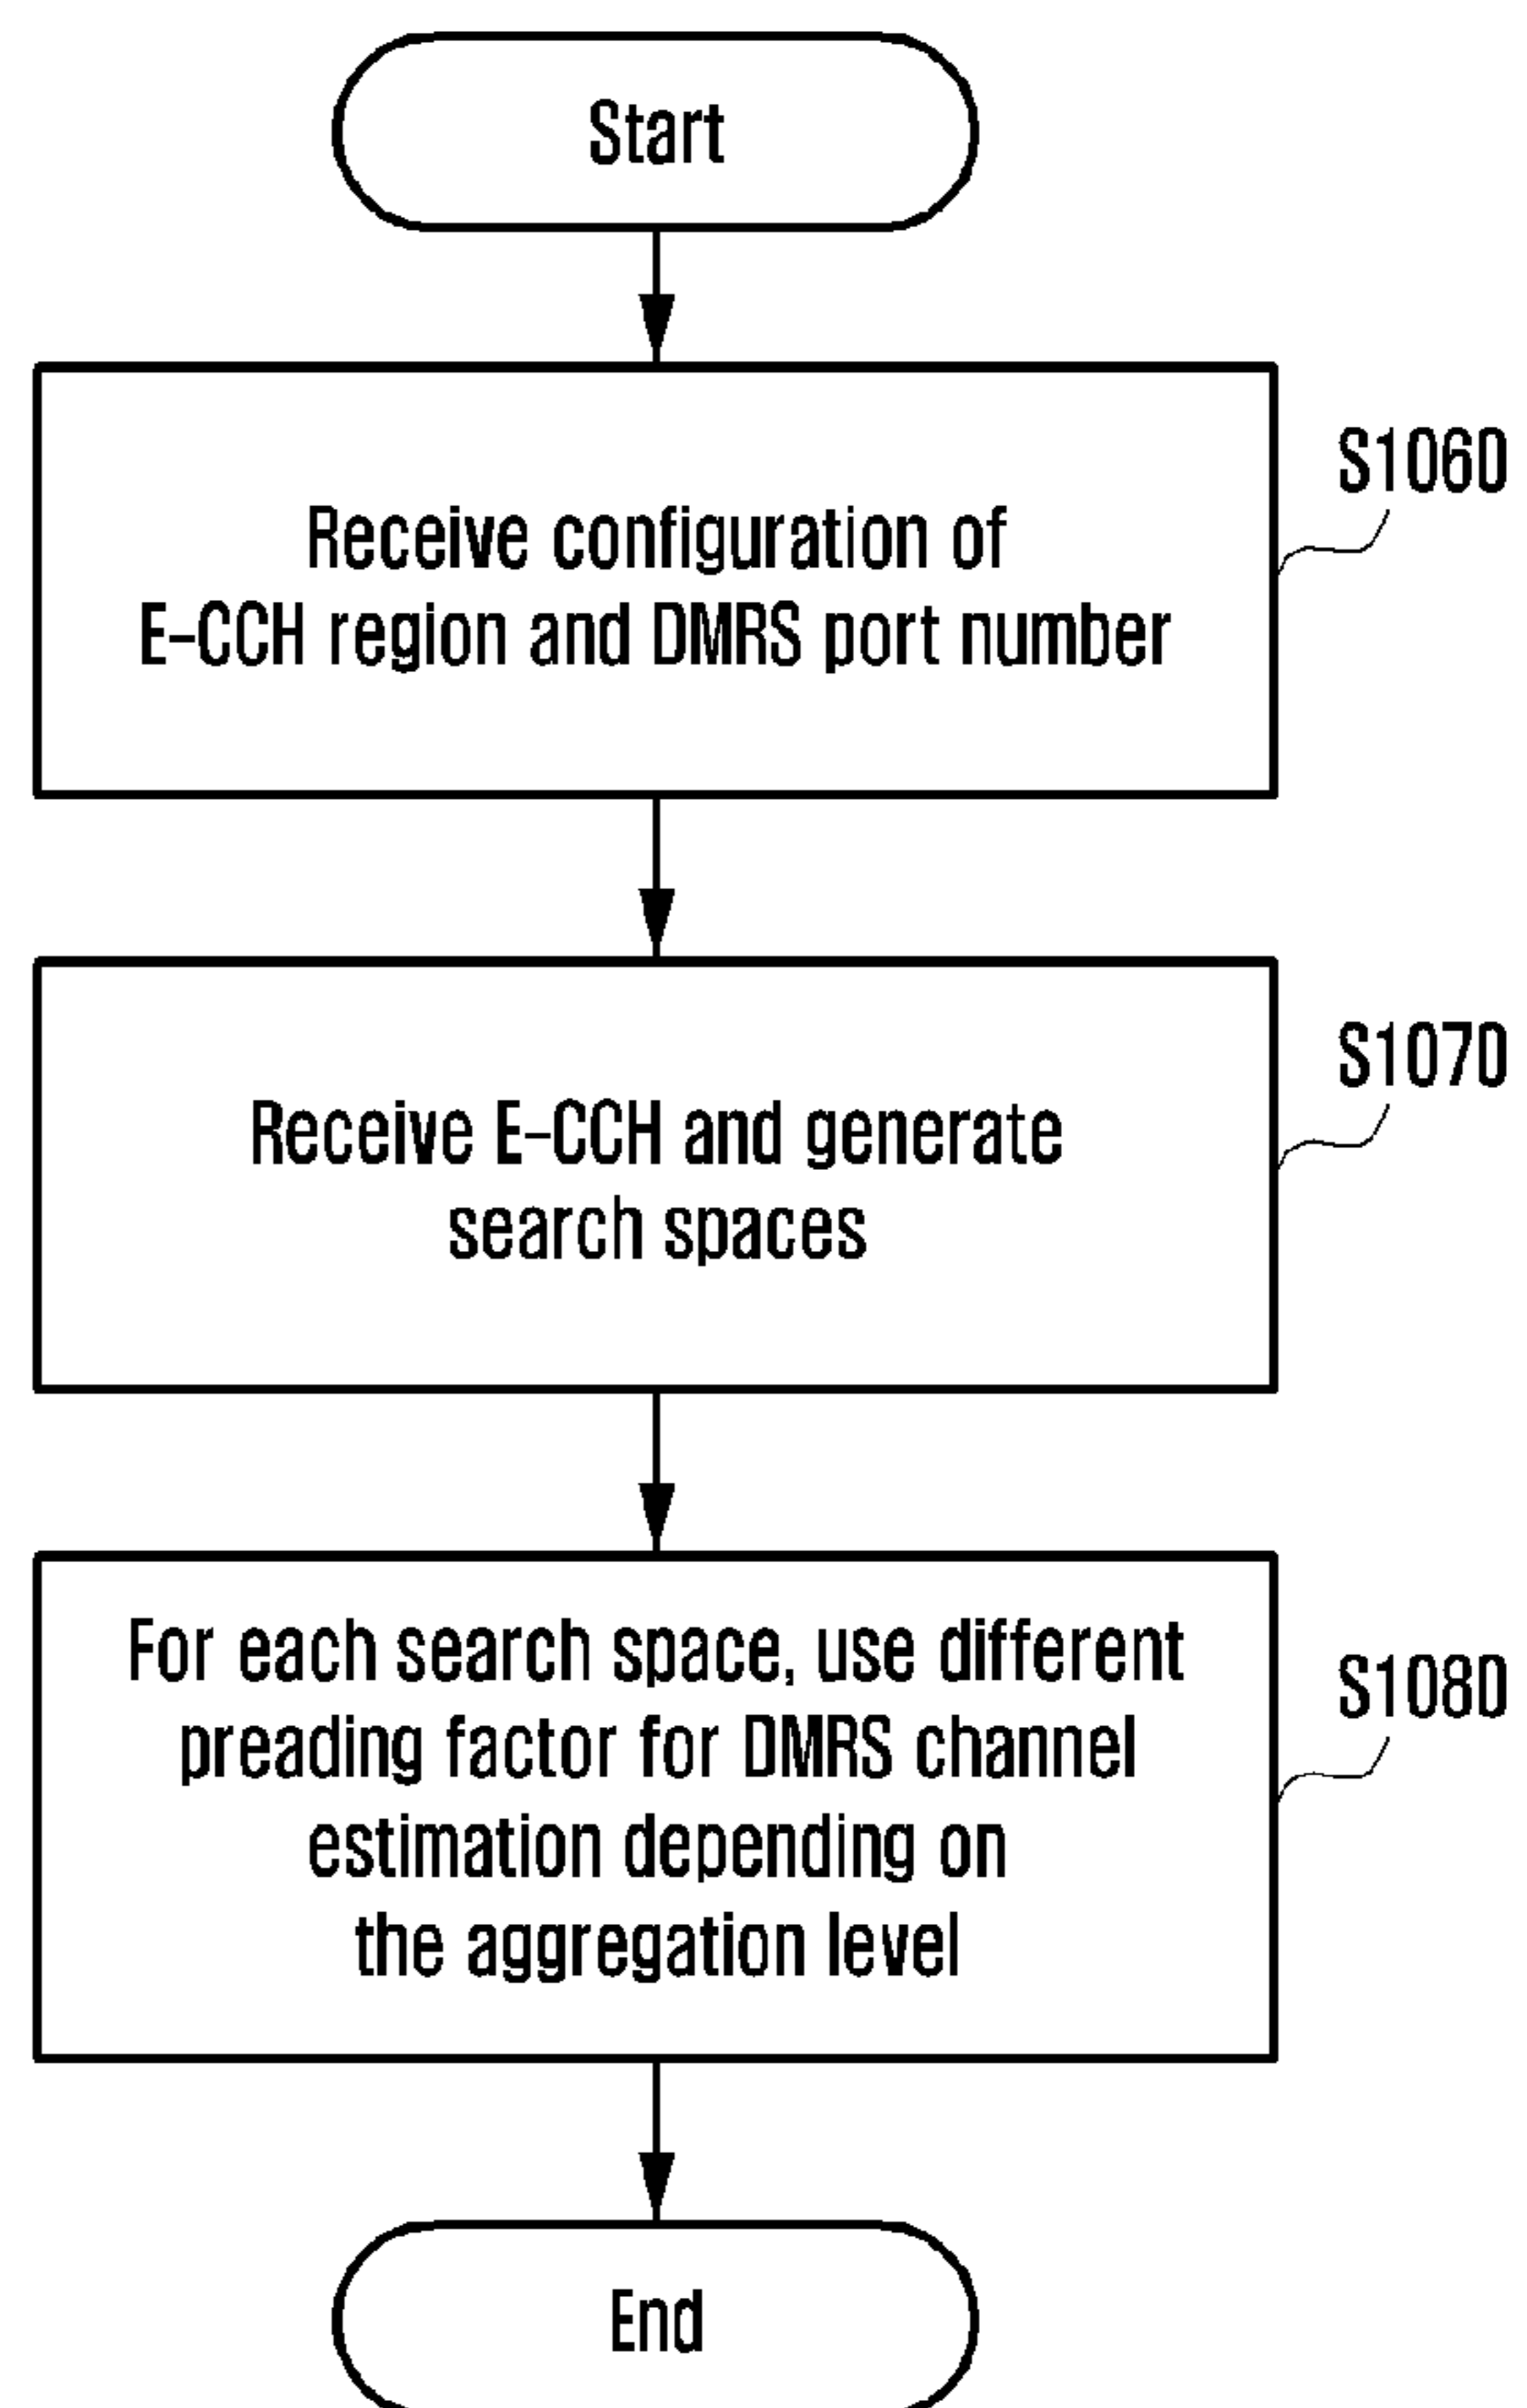 Start
Receive configuration of
E-CCH region and DMRS port number
S1060
Receive E-CCH and generate
search spaces
S1070
For each search space, use different
preading factor for DMRS channel
estimation depending on
the aggregation level
S1080
End